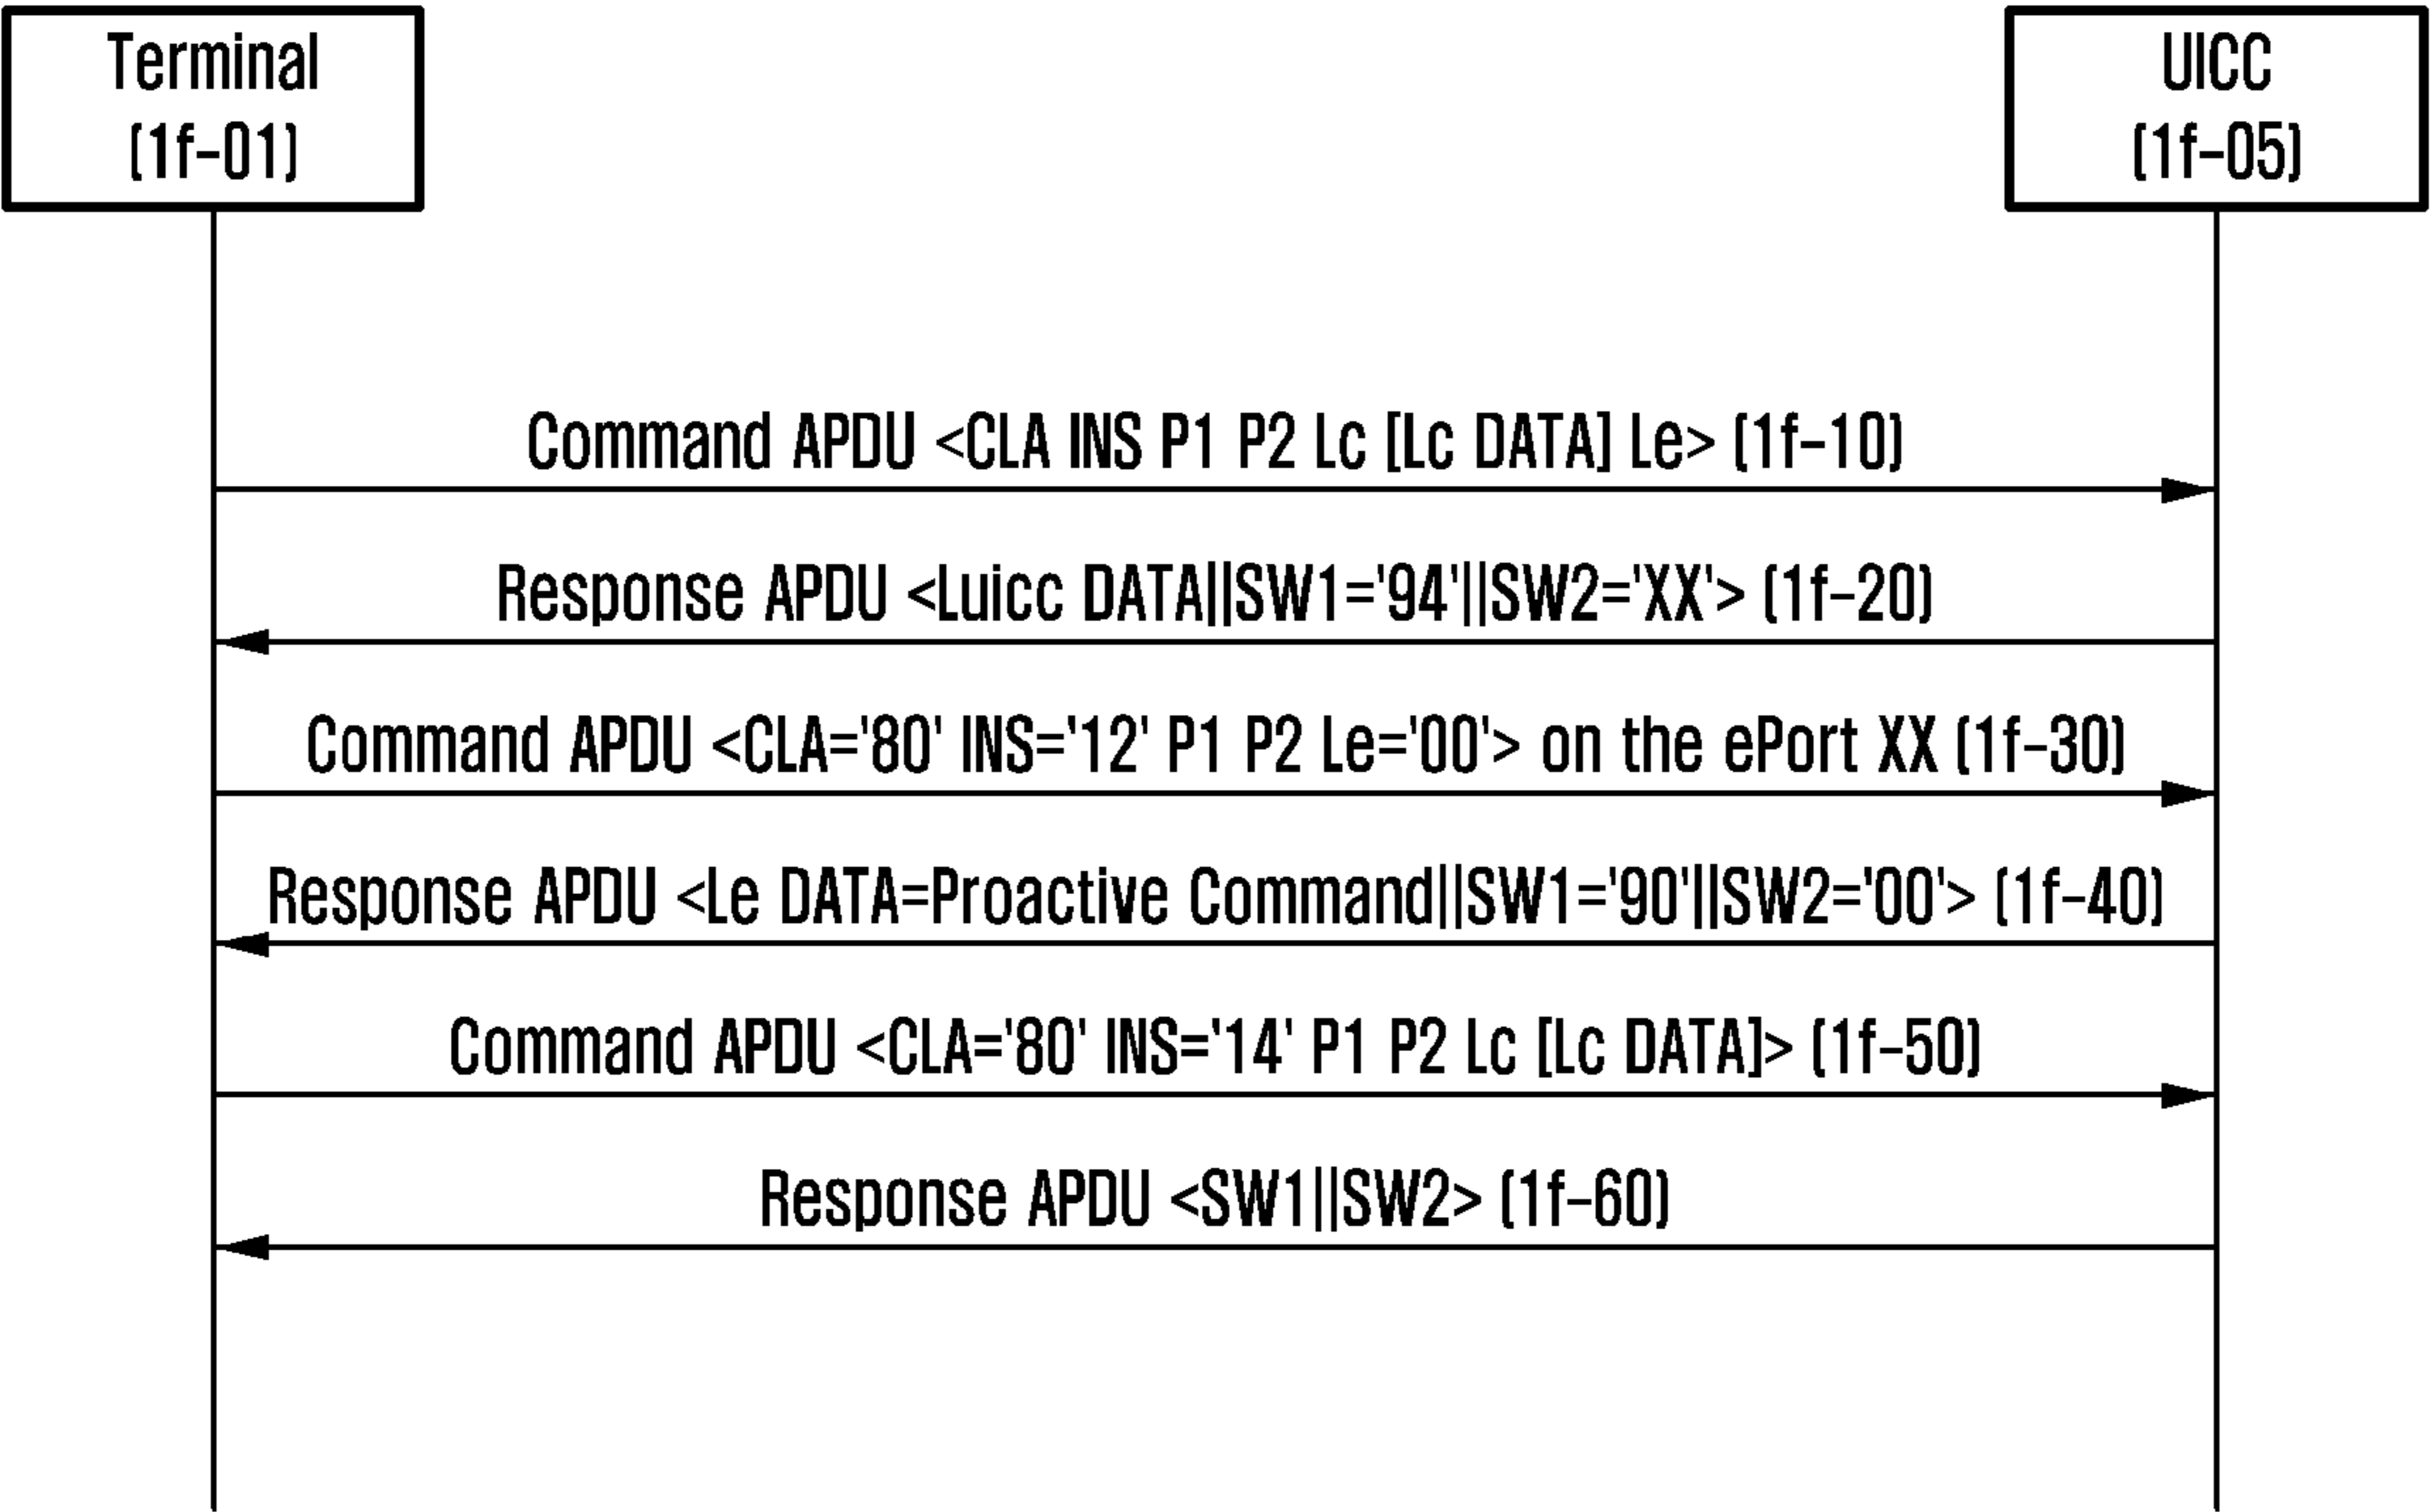 Terminal
(1f-01)
UICC
(1f-05)
Command APDU <CLA INS P1 P2 Lc [Lc DATA] Le> (1f-10)
Response APDU <Luicc DATA||SW1='94'||SW2='XX'> (1f-20)
Command APDU <CLA='80' INS='12' P1 P2 Le='00'> on the ePort XX (1f-30)
Response APDU <Le DATA=Proactive Command||SW1='90'||SW2='00'> (1f-40)
Command APDU <CLA='80' INS='14' P1 P2 Lc [Lc DATA]> (1f-50)
Response APDU <SW1||SW2> (1f-60)